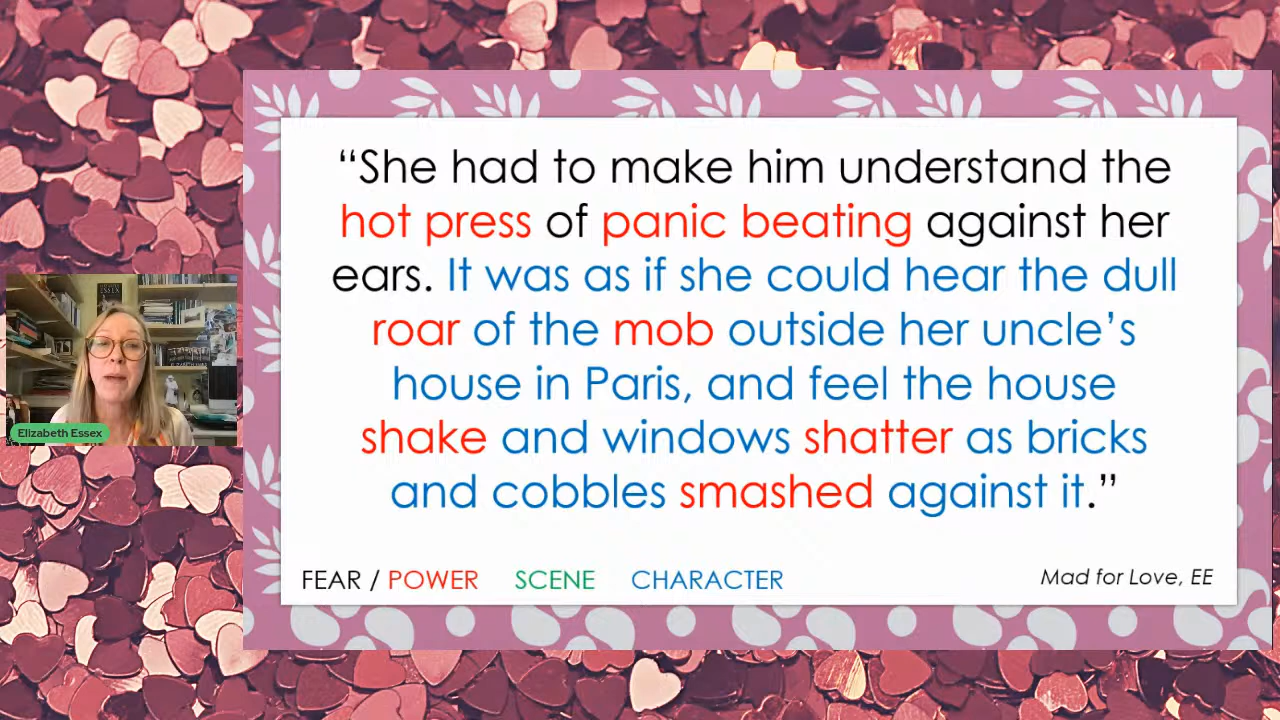 “She had to make him understand the
hot press of panic beating against her
ears. It was as if she could hear the dull
roar of the mob outside her uncle’s
house in Paris, and feel the house
shake and windows shatter as bricks
and cobbles smashed against it.”
FEAR / POWER SCENE CHARACTER
Mad for Love, EE
Elizabeth Essex